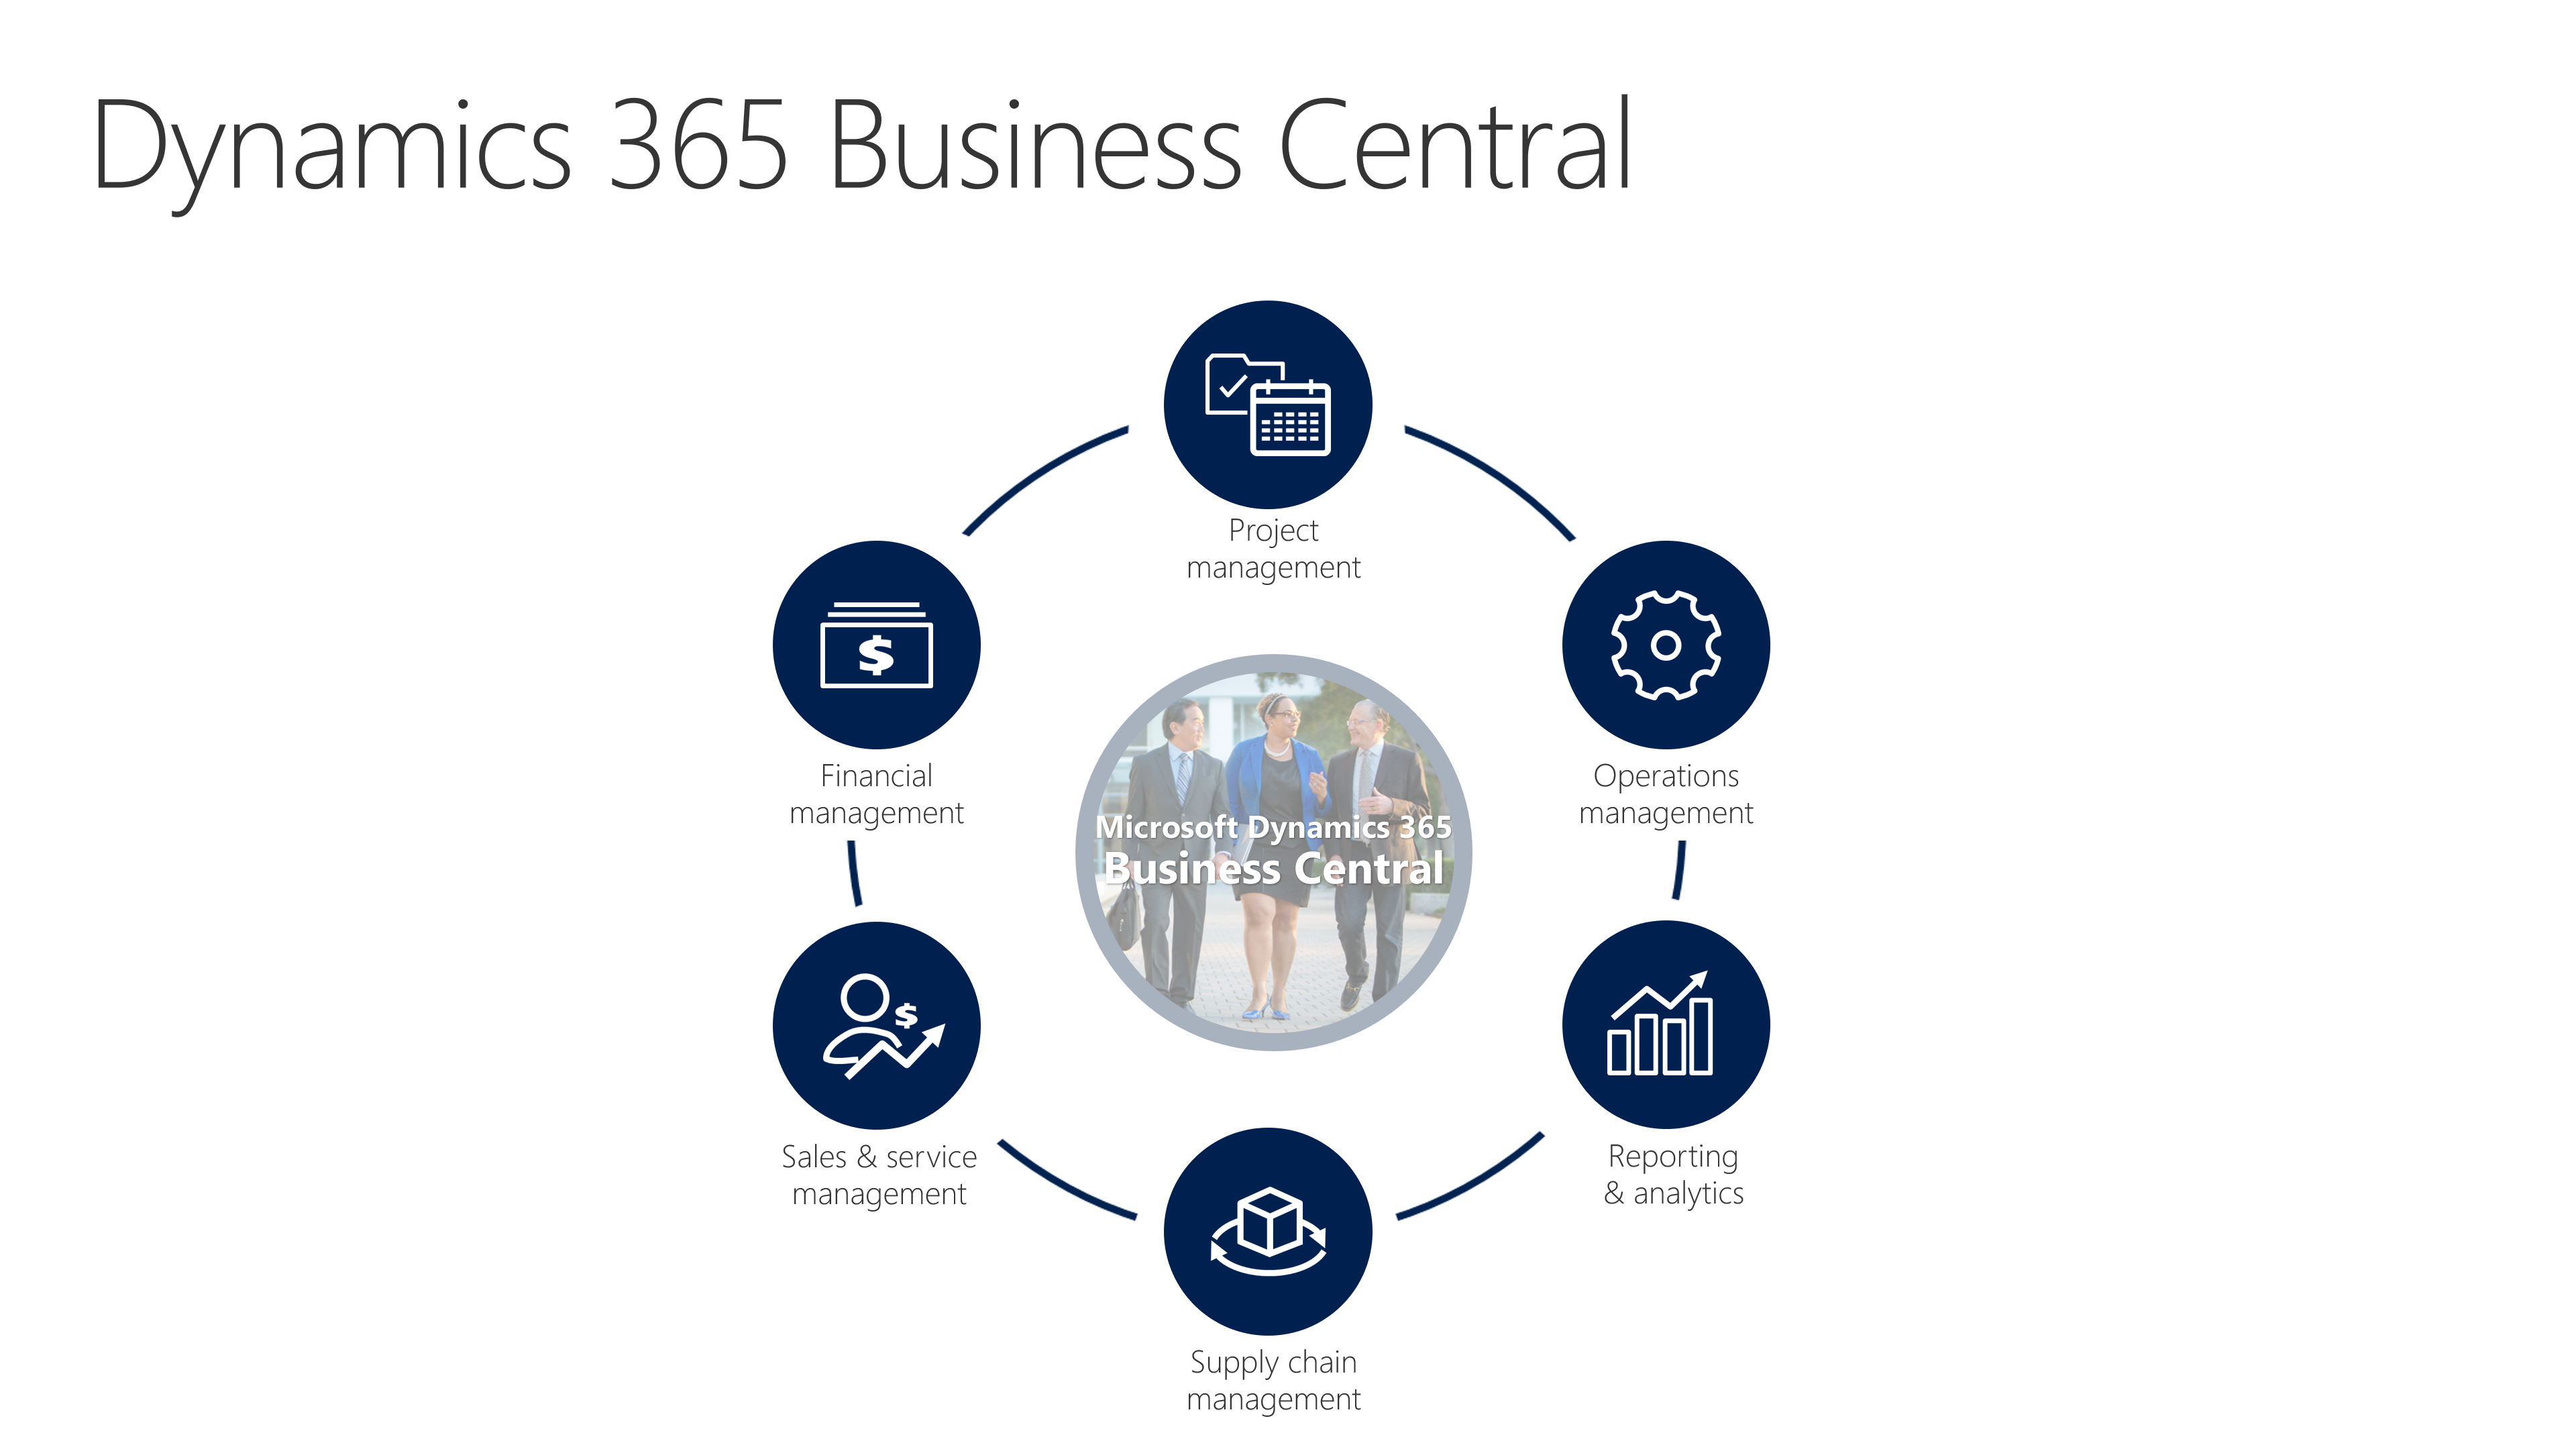 Dynamics 365 Business Central
Project
management
Financial
management
Operations
management
Microsoft Dynamics 365
Business Central
Sales & service
management
Reporting
& analytics
Supply chain
management